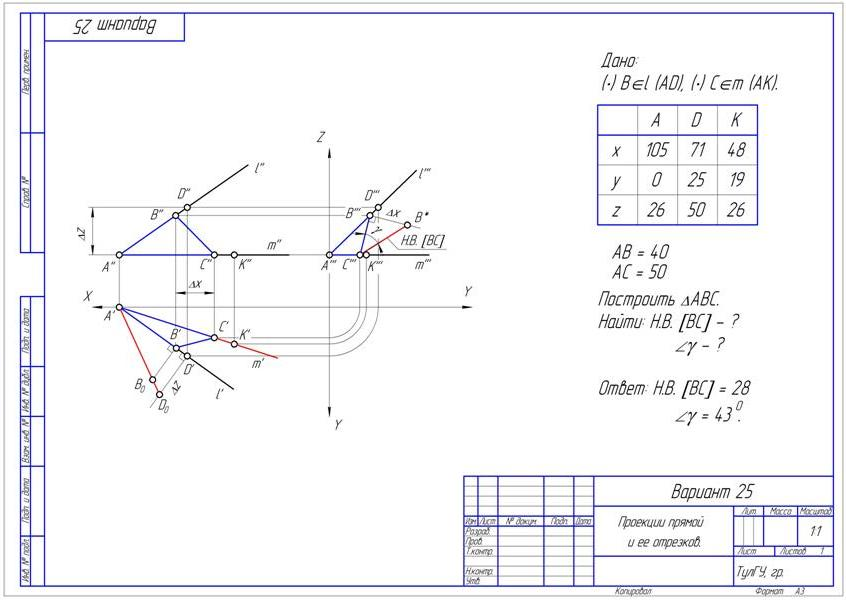 Вариант 25
Перв. примен.
Справ. №
Подп. и дата
Инв. № дубл.
Взам. инв. №
Подп. и дата
Инв. № подл.
Z
l"
D"
B"
ΔZ
A"
C"
K"
m"
ΔX
l'''
D'''
B'''
ΔX
B*
γ
Н.В. [BC]
A'''
C'''
K'''
m'''
X
Y
A'
C'
B'
K'
D'
m'
B₀
ΔZ
D₀
l'
Y
Дано:
(·) B∈l (AD), (·) C∈m (AK).
A D K
x 105 71 48
y 0 25 19
z 26 50 26
AB = 40
AC = 50
Построить ΔABC.
Найти: Н.В. [BC] – ?
∠γ – ?
Ответ: Н.В. [BC] = 28
∠γ = 43⁰.
Вариант 25
Изм. Лист № докум. Подп. Дата
Разраб.
Пров.
Т.контр.
Н.контр.
Утв.
Проекции прямой
и ее отрезков.
Лит. Масса Масштаб
1:1
Лист Листов 1
ТулГУ, гр.
Копировал Формат A3